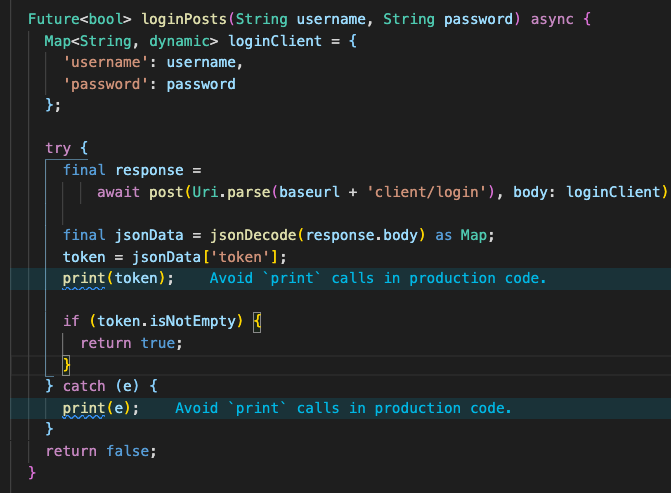 Future<bool> loginPosts(String username, String password) async {
Map<String, dynamic> loginClient = {
'username': username,
'password': password
};
try {
final response =
await post(Uri.parse(baseurl + 'client/login'), body: loginClient)
final jsonData = jsonDecode(response.body) as Map;
token = jsonData['token'];
print(token); Avoid `print` calls in production code.
if (token.isNotEmpty) {
return true;
}
} catch (e) {
print(e); Avoid `print` calls in production code.
}
return false;
}